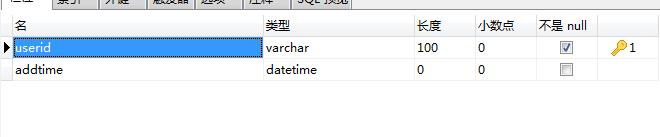 名 类型 长度 小数点 不是 null
userid varchar 100 0 1
addtime datetime 0 0